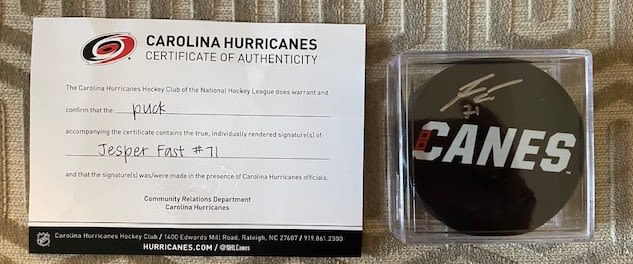 CAROLINA HURRICANES
CERTIFICATE OF AUTHENTICITY
The Carolina Hurricanes Hockey Club of the National Hockey League does warrant and
confirm that the puck
accompanying the certificate contains the true, individually rendered signature(s) of
Jesper Fast #71
and that the signature(s) was/were made in the presence of Carolina Hurricanes officials.
Community Relations Department
Carolina Hurricanes
Carolina Hurricanes Hockey Club / 1400 Edwards Mill Road, Raleigh, NC 27607 / 919.861.2300
HURRICANES.COM / @NHLCanes
71
CANES
TM